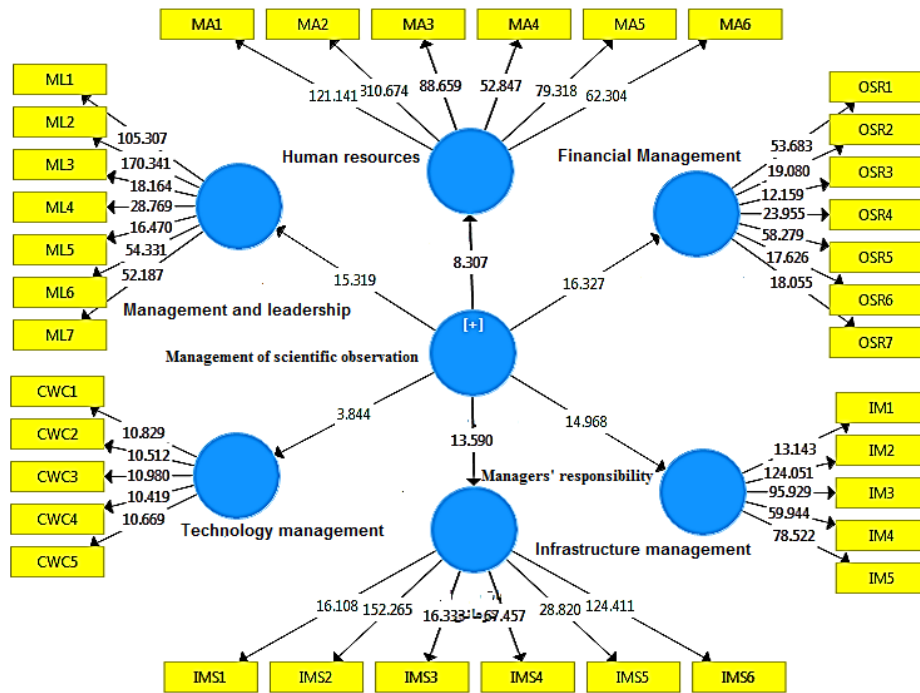 MA1 MA2 MA3 MA4 MA5 MA6
121.141 310.674 88.659 52.847 79.318 62.304
Human resources
ML1
ML2
ML3
ML4
ML5
ML6
ML7
105.307
170.341
18.164
28.769
16.470
54.331
52.187
Management and leadership
OSR1
OSR2
OSR3
OSR4
OSR5
OSR6
OSR7
53.683
19.080
12.159
23.955
58.279
17.626
18.055
Financial Management
15.319
8.307
16.327
[+]
Management of scientific observation
3.844
13.590
14.968
CWC1
CWC2
CWC3
CWC4
CWC5
10.829
10.512
10.980
10.419
10.669
Technology management
Managers' responsibility
IM1
IM2
IM3
IM4
IM5
13.143
124.051
95.929
59.944
78.522
Infrastructure management
16.108 152.265 16.333 67.457 28.820 124.411
IMS1 IMS2 IMS3 IMS4 IMS5 IMS6